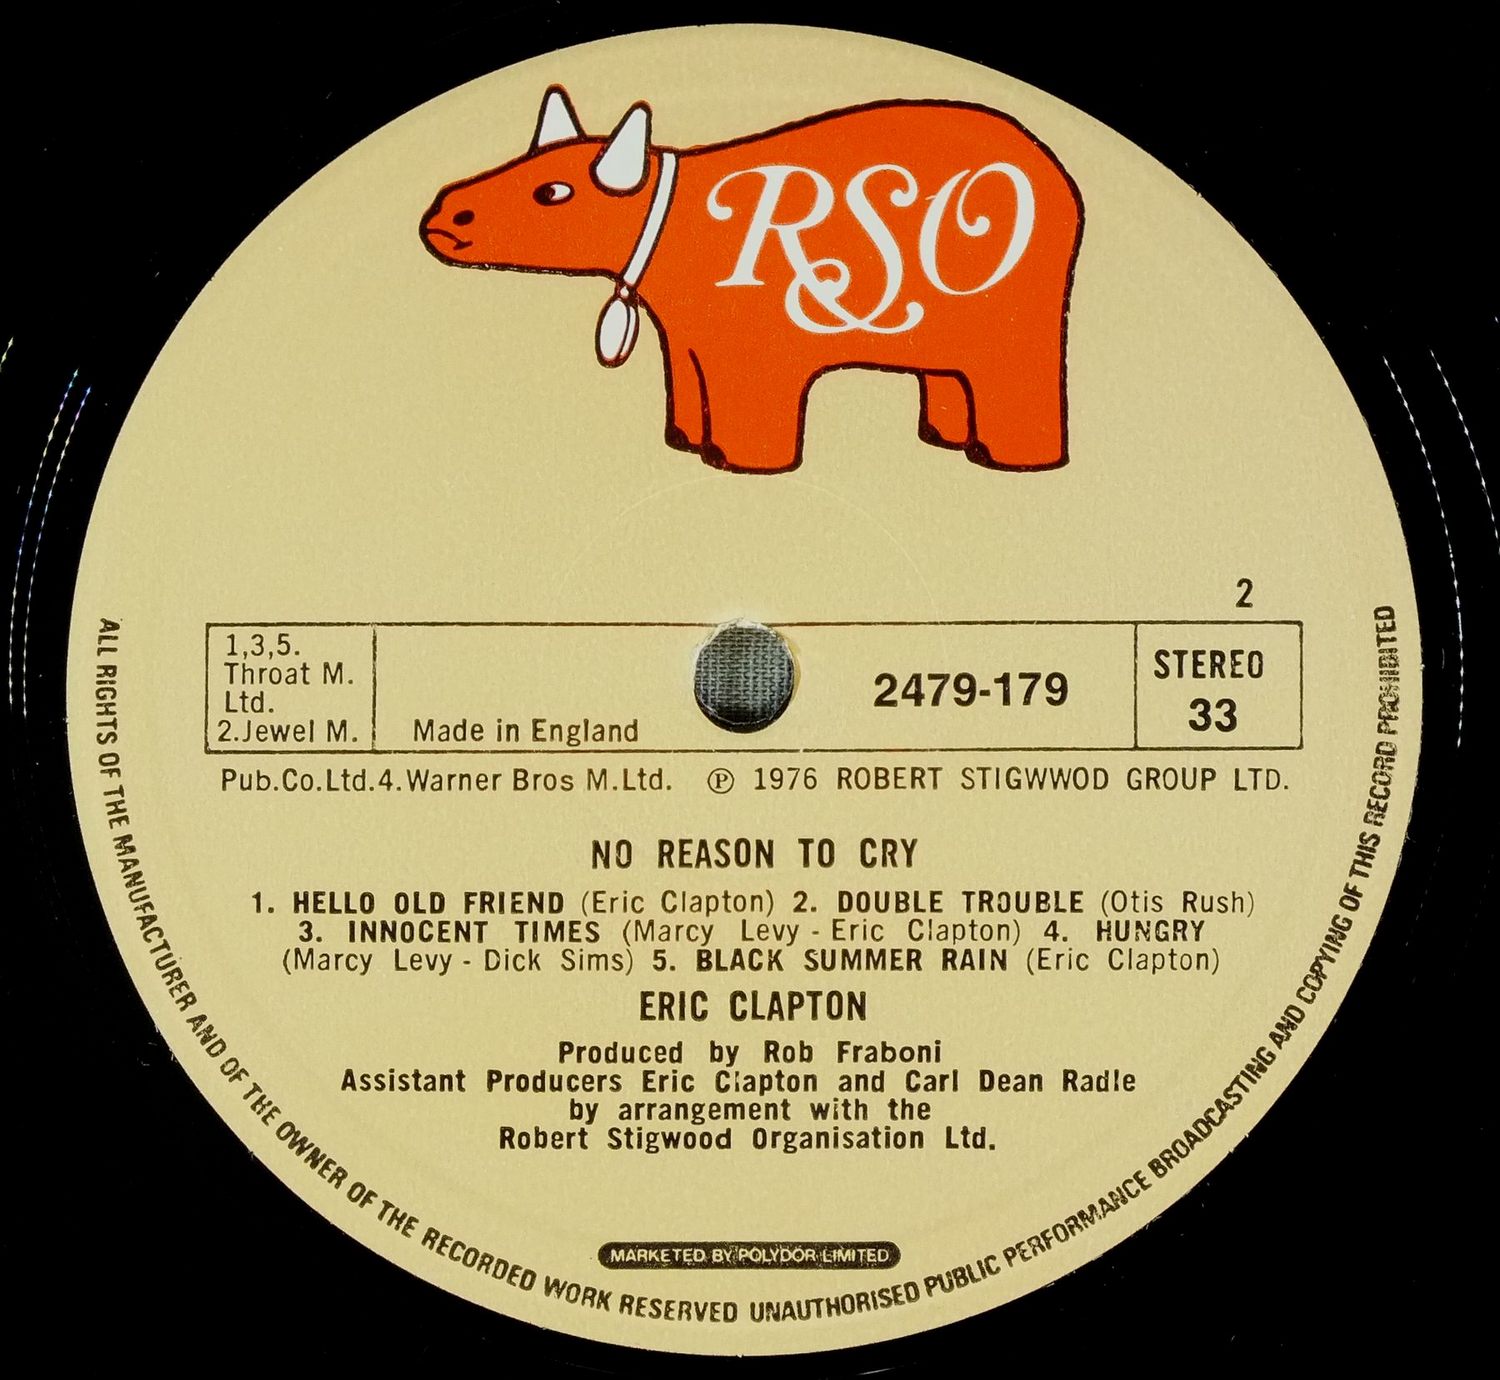 RSO
2
1,3,5.
Throat M.
Ltd.
2.Jewel M.
Made in England
2479-179
STEREO
33
Pub.Co.Ltd.4.Warner Bros M.Ltd. ℗ 1976 ROBERT STIGWWOD GROUP LTD.
NO REASON TO CRY
1. HELLO OLD FRIEND (Eric Clapton) 2. DOUBLE TROUBLE (Otis Rush)
3. INNOCENT TIMES (Marcy Levy - Eric Clapton) 4. HUNGRY
(Marcy Levy - Dick Sims) 5. BLACK SUMMER RAIN (Eric Clapton)
ERIC CLAPTON
Produced by Rob Fraboni
Assistant Producers Eric Clapton and Carl Dean Radle
by arrangement with the
Robert Stigwood Organisation Ltd.
MARKETED BY POLYDOR LIMITED
ALL RIGHTS OF THE MANUFACTURER AND OF THE OWNER OF THE RECORDED WORK RESERVED UNAUTHORISED PUBLIC PERFORMANCE BROADCASTING AND COPYING OF THIS RECORD PROHIBITED